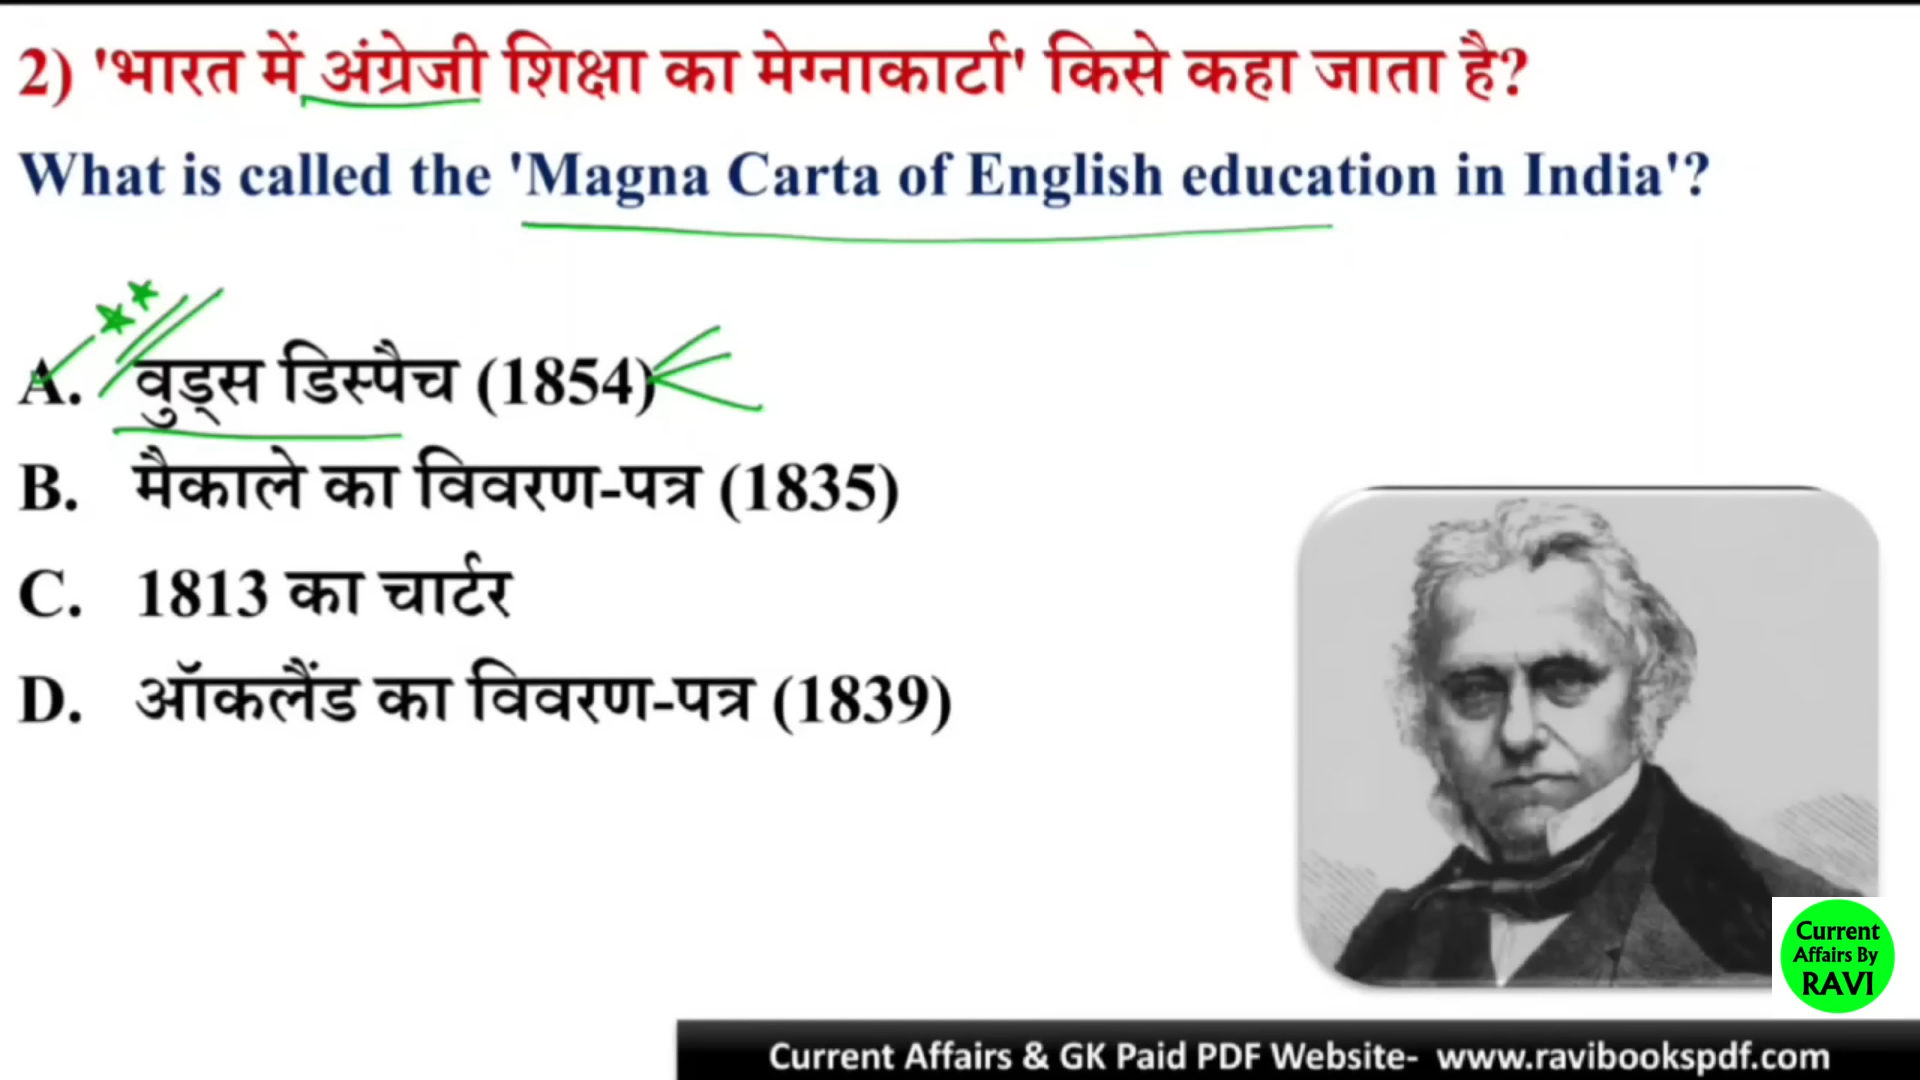 2) 'भारत में अंग्रेजी शिक्षा का मेग्नाकार्टा' किसे कहा जाता है?
What is called the 'Magna Carta of English education in India'?
A. वुड्स डिस्पैच (1854)
B. मैकाले का विवरण-पत्र (1835)
C. 1813 का चार्टर
D. ऑकलैंड का विवरण-पत्र (1839)
Current
Affairs By
RAVI
Current Affairs & GK Paid PDF Website- www.ravibookspdf.com